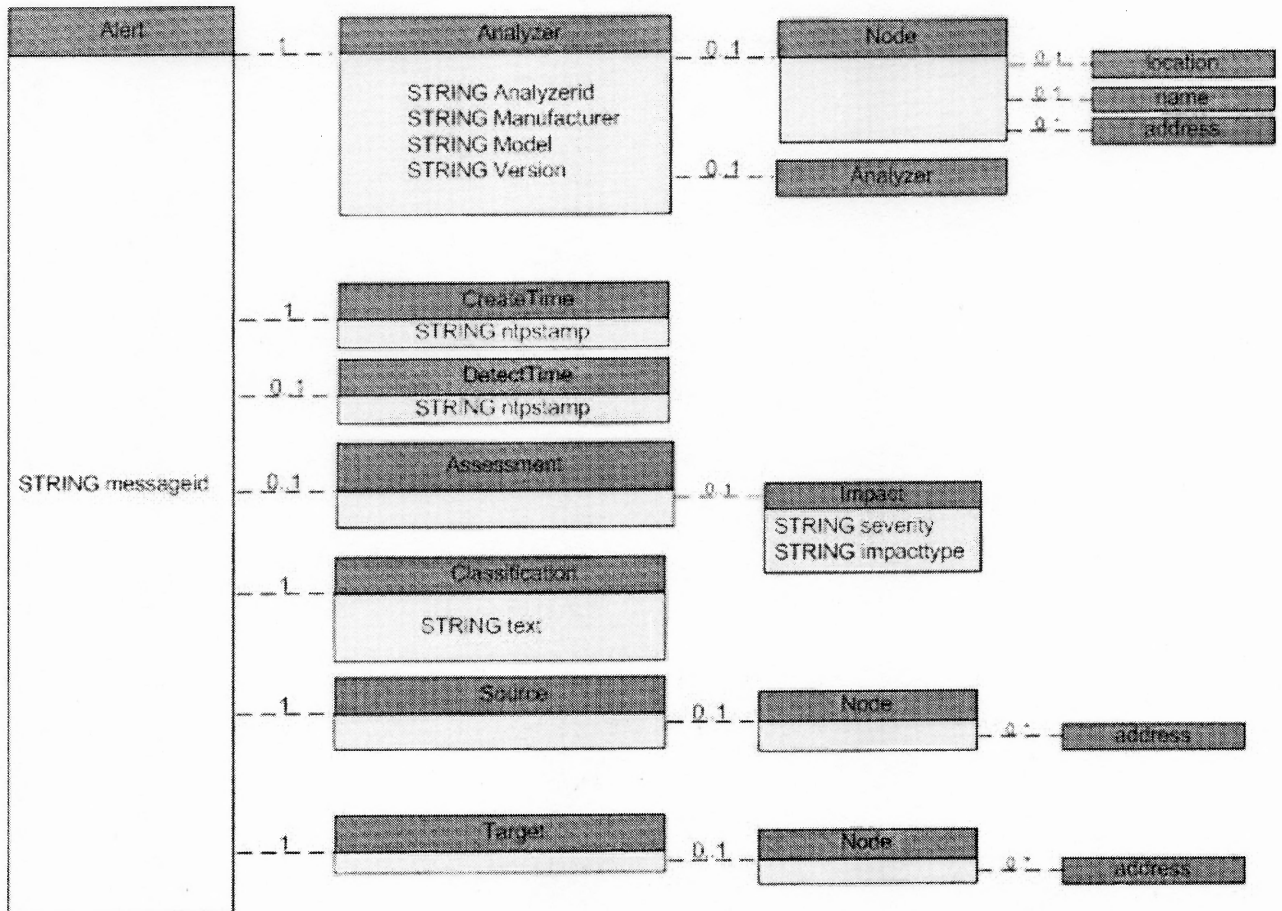 Alert
1
Analyzer
STRING Analyzerid
STRING Manufacturer
STRING Model
STRING Version
0..1
Node
0..1
location
0..1
name
address
0..1
Analyzer
1
CreateTime
STRING ntpstamp
0..1
DetectTime
STRING ntpstamp
STRING messageid
0..1
Assessment
0..1
Impact
STRING severity
STRING impacttype
1
Classification
STRING text
1
Source
0..1
Node
address
1
Target
0..1
Node
address